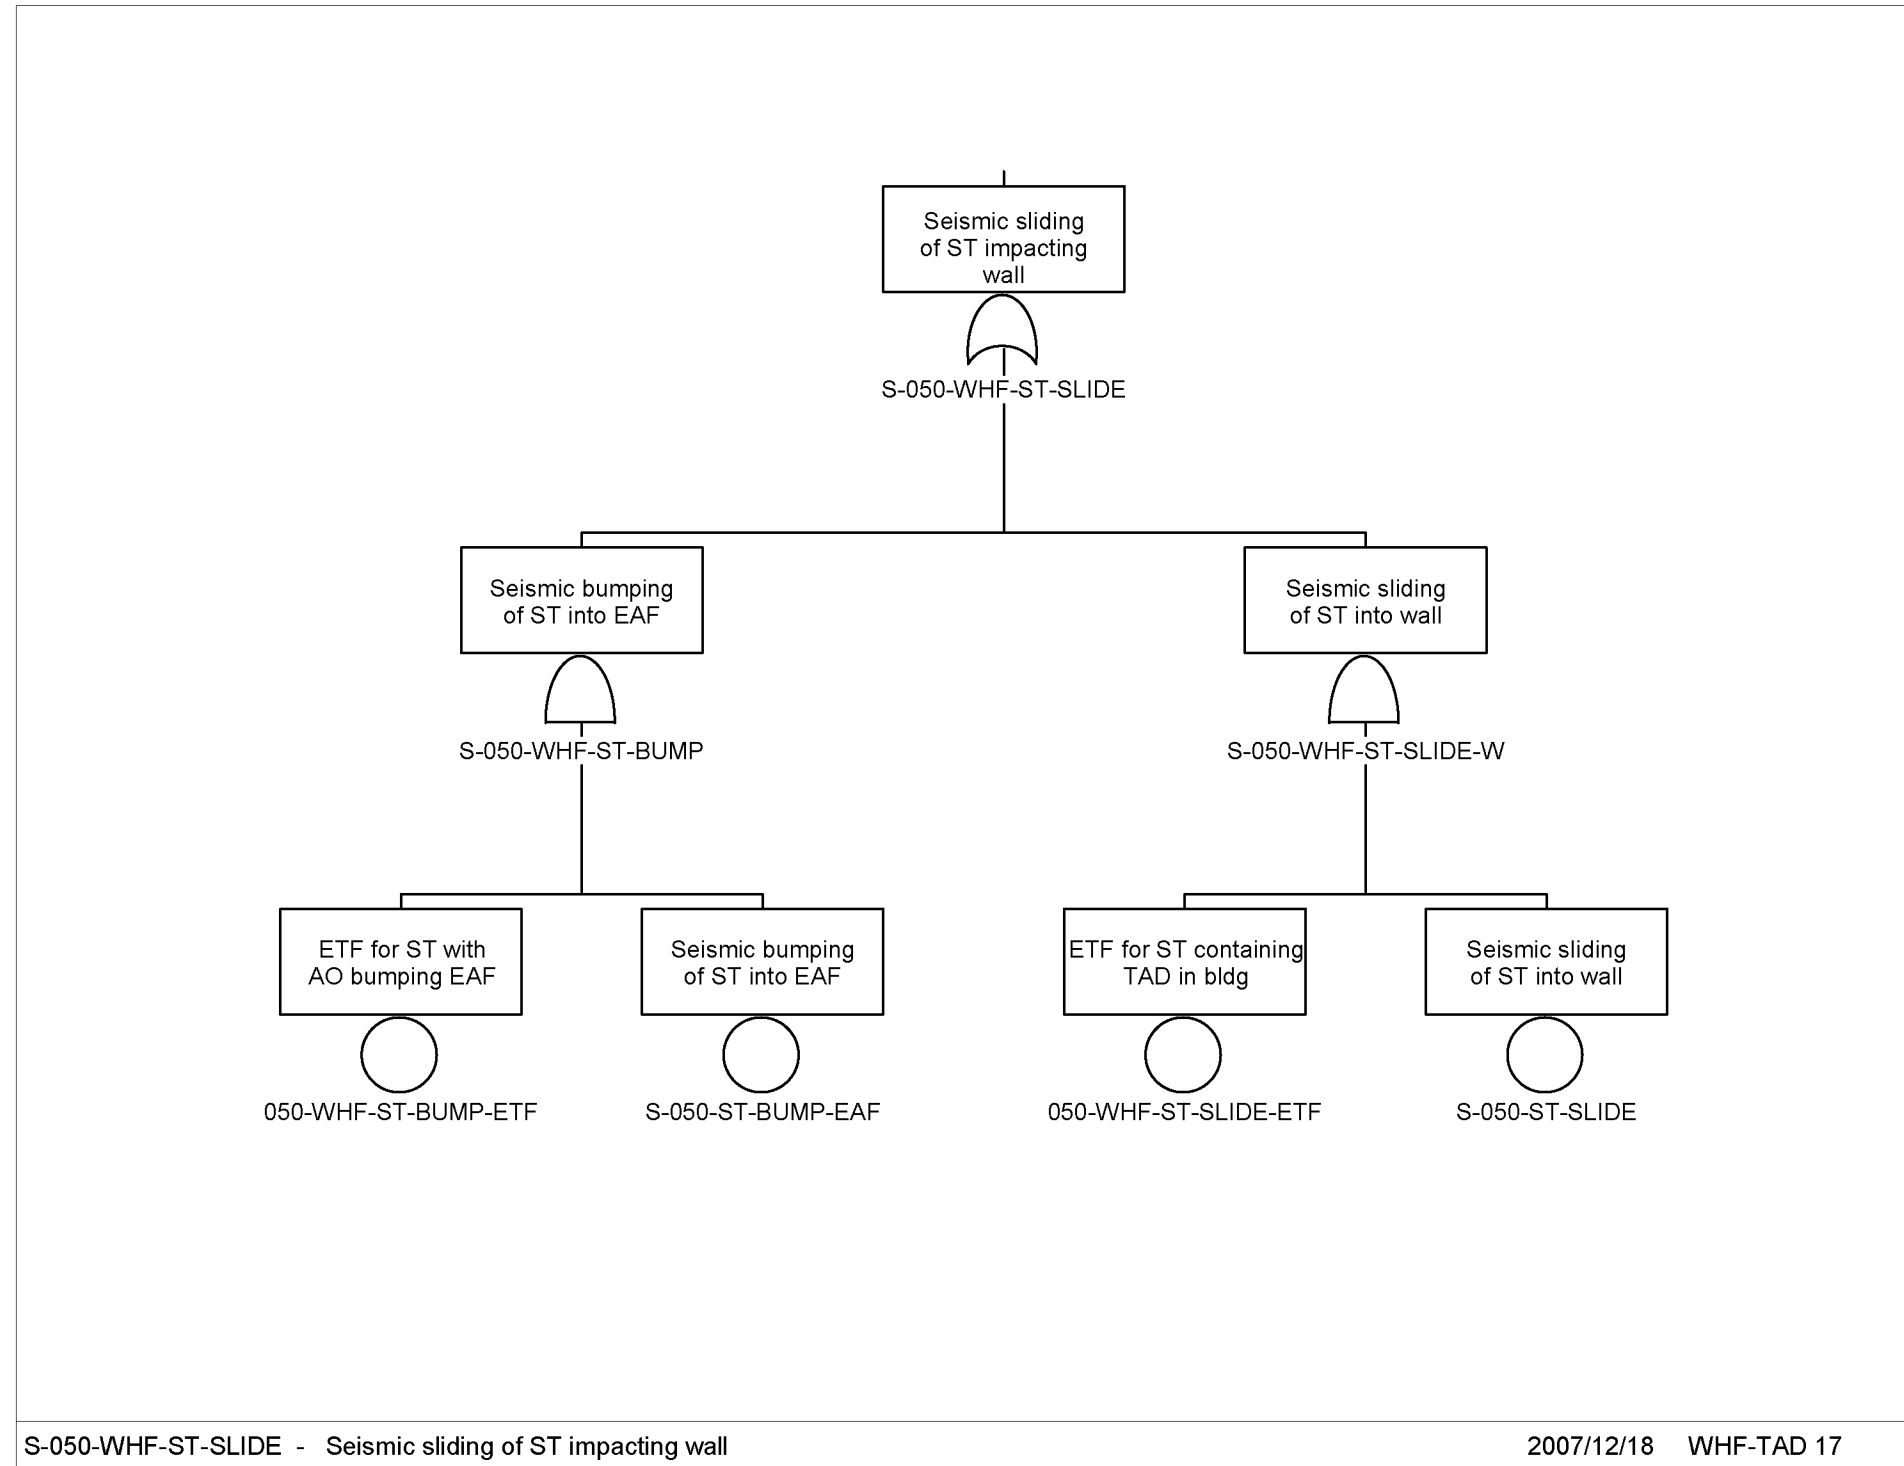 Seismic sliding
of ST impacting
wall
S-050-WHF-ST-SLIDE
Seismic bumping
of ST into EAF
S-050-WHF-ST-BUMP
Seismic sliding
of ST into wall
S-050-WHF-ST-SLIDE-W
ETF for ST with
AO bumping EAF
050-WHF-ST-BUMP-ETF
Seismic bumping
of ST into EAF
S-050-ST-BUMP-EAF
ETF for ST containing
TAD in bldg
050-WHF-ST-SLIDE-ETF
Seismic sliding
of ST into wall
S-050-ST-SLIDE
S-050-WHF-ST-SLIDE - Seismic sliding of ST impacting wall
2007/12/18 WHF-TAD 17